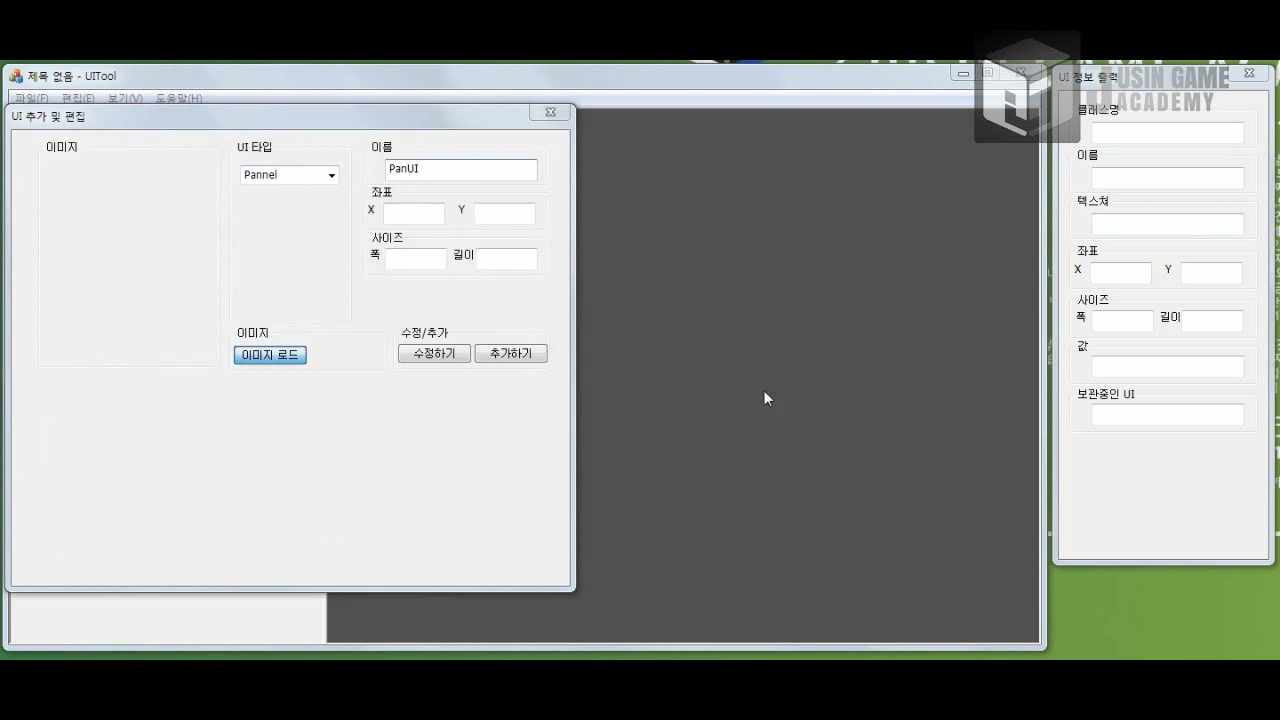 제목 없음 - UITool
파일(F) 편집(E) 보기(V) 도움말(H)
UI 추가 및 편집
이미지
UI 타입
Pannel
이름
PanUI
좌표
X
Y
사이즈
폭
길이
이미지
이미지 로드
수정/추가
수정하기
추가하기
UI 정보 출력
클래스명
이름
텍스쳐
좌표
X
Y
사이즈
폭
길이
값
보관중인 UI
JUSIN GAME
ACADEMY